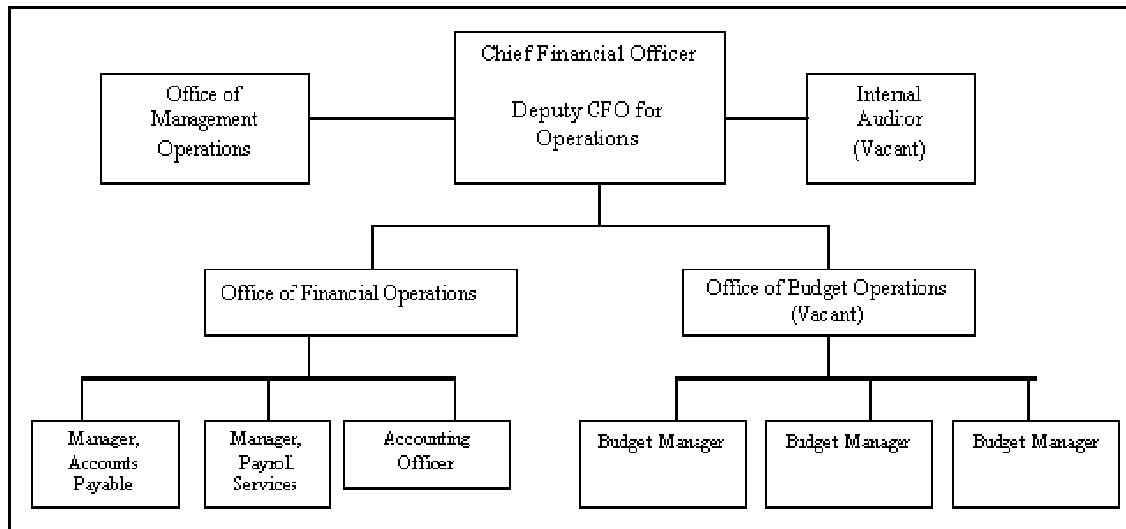 Chief Financial Officer
Deputy CFO for
Operations
Office of
Management
Operations
Internal
Auditor
(Vacant)
Office of Financial Operations
Office of Budget Operations
(Vacant)
Manager,
Accounts
Payable
Manager,
Payroll
Services
Accounting
Officer
Budget Manager
Budget Manager
Budget Manager